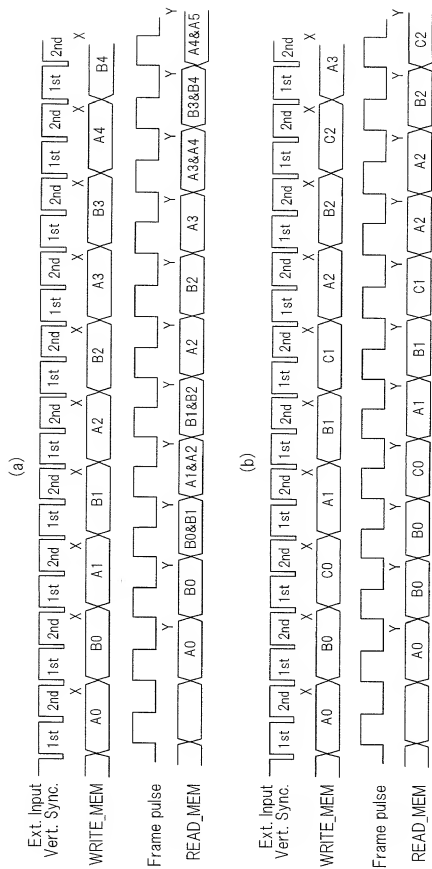 (a)
Ext. Input
Vert. Sync.
1st 2nd 1st 2nd 1st 2nd 1st 2nd 1st 2nd 1st 2nd 1st 2nd 1st 2nd 1st 2nd 1st 2nd
X X X X X X X X X X
WRITE_MEM A0 B0 A1 B1 A2 B2 A3 B3 A4 B4
Y Y Y Y Y Y Y Y Y Y Y
Frame pulse
READ_MEM A0 B0 B0&B1 A1&A2 B1&B2 A2 B2 A3 A3&A4 B3&B4 A4&A5
(b)
Ext. Input
Vert. Sync.
1st 2nd 1st 2nd 1st 2nd 1st 2nd 1st 2nd 1st 2nd 1st 2nd 1st 2nd 1st 2nd 1st 2nd
X X X X X X X X X X
WRITE_MEM A0 B0 C0 A1 B1 C1 A2 B2 C2 A3
Y Y Y Y Y Y Y Y Y Y Y
Frame pulse
READ_MEM A0 B0 B0 C0 A1 B1 C1 A2 A2 B2 C2